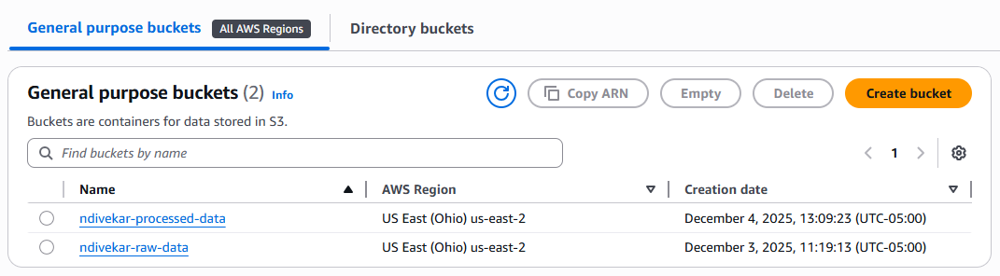 General purpose buckets All AWS Regions Directory buckets
General purpose buckets (2) Info Copy ARN Empty Delete Create bucket
Buckets are containers for data stored in S3.
Find buckets by name 1
Name AWS Region Creation date
ndivekar-processed-data US East (Ohio) us-east-2 December 4, 2025, 13:09:23 (UTC-05:00)
ndivekar-raw-data US East (Ohio) us-east-2 December 3, 2025, 11:19:13 (UTC-05:00)